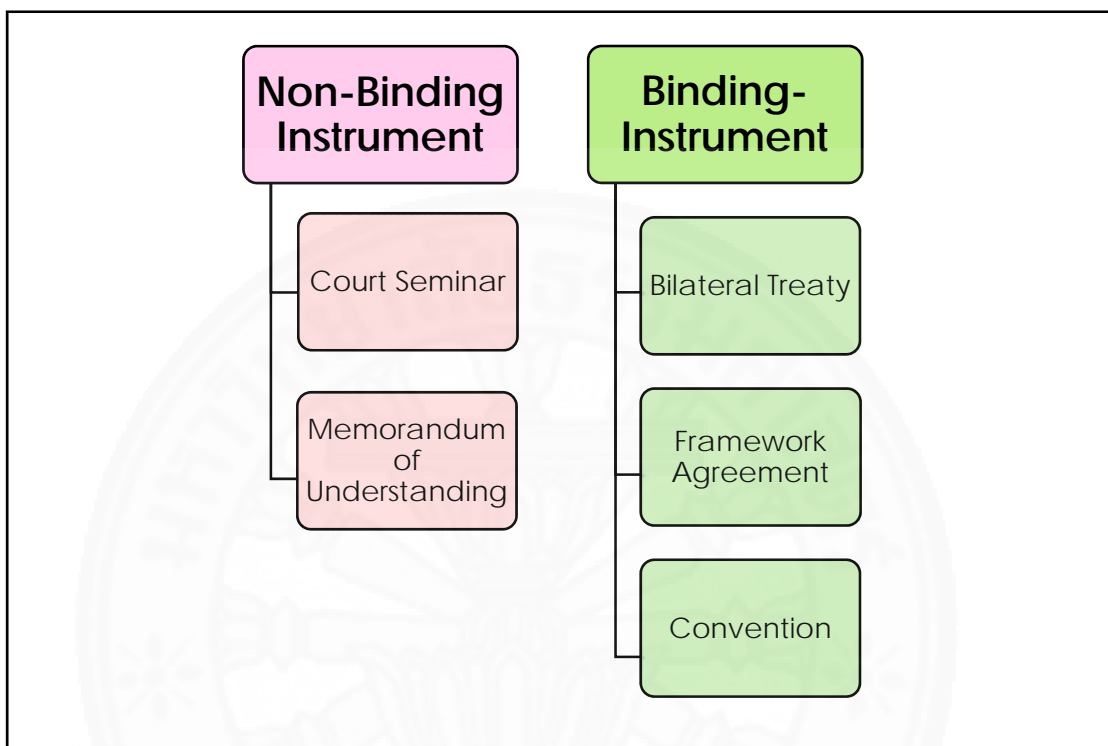 Non-Binding
Instrument
Court Seminar
Memorandum
of
Understanding
Binding-
Instrument
Bilateral Treaty
Framework
Agreement
Convention